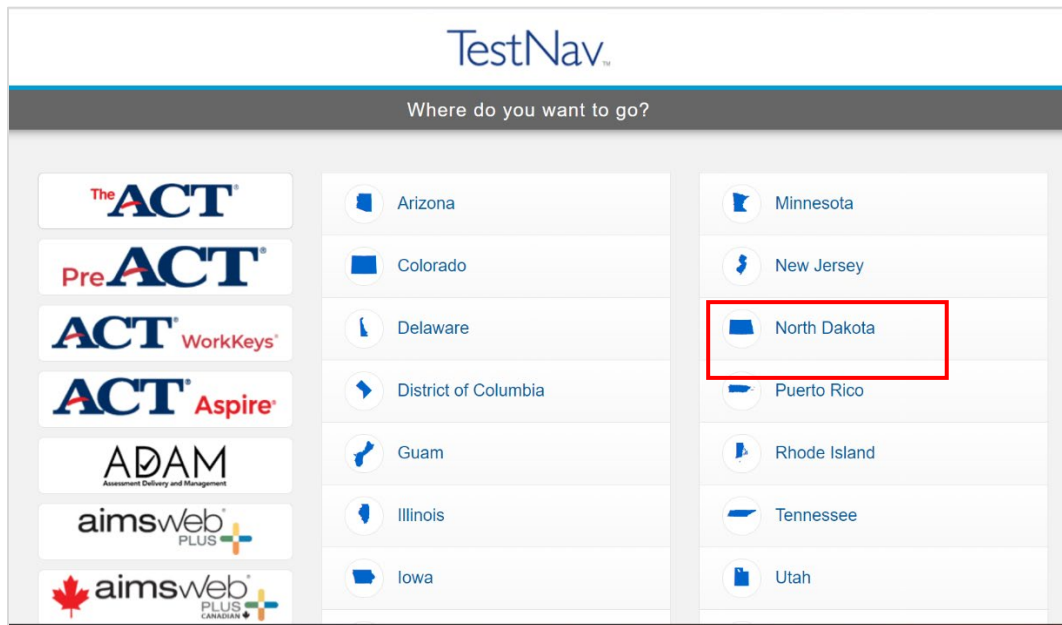 TestNav™
Where do you want to go?
The ACT®
PreACT®
ACT® WorkKeys®
ACT® Aspire®
ADAM
Assessment Delivery and Management
aimsweb®
PLUS
aimsweb®
PLUS
CANADIAN
Arizona
Colorado
Delaware
District of Columbia
Guam
Illinois
Iowa
Minnesota
New Jersey
North Dakota
Puerto Rico
Rhode Island
Tennessee
Utah